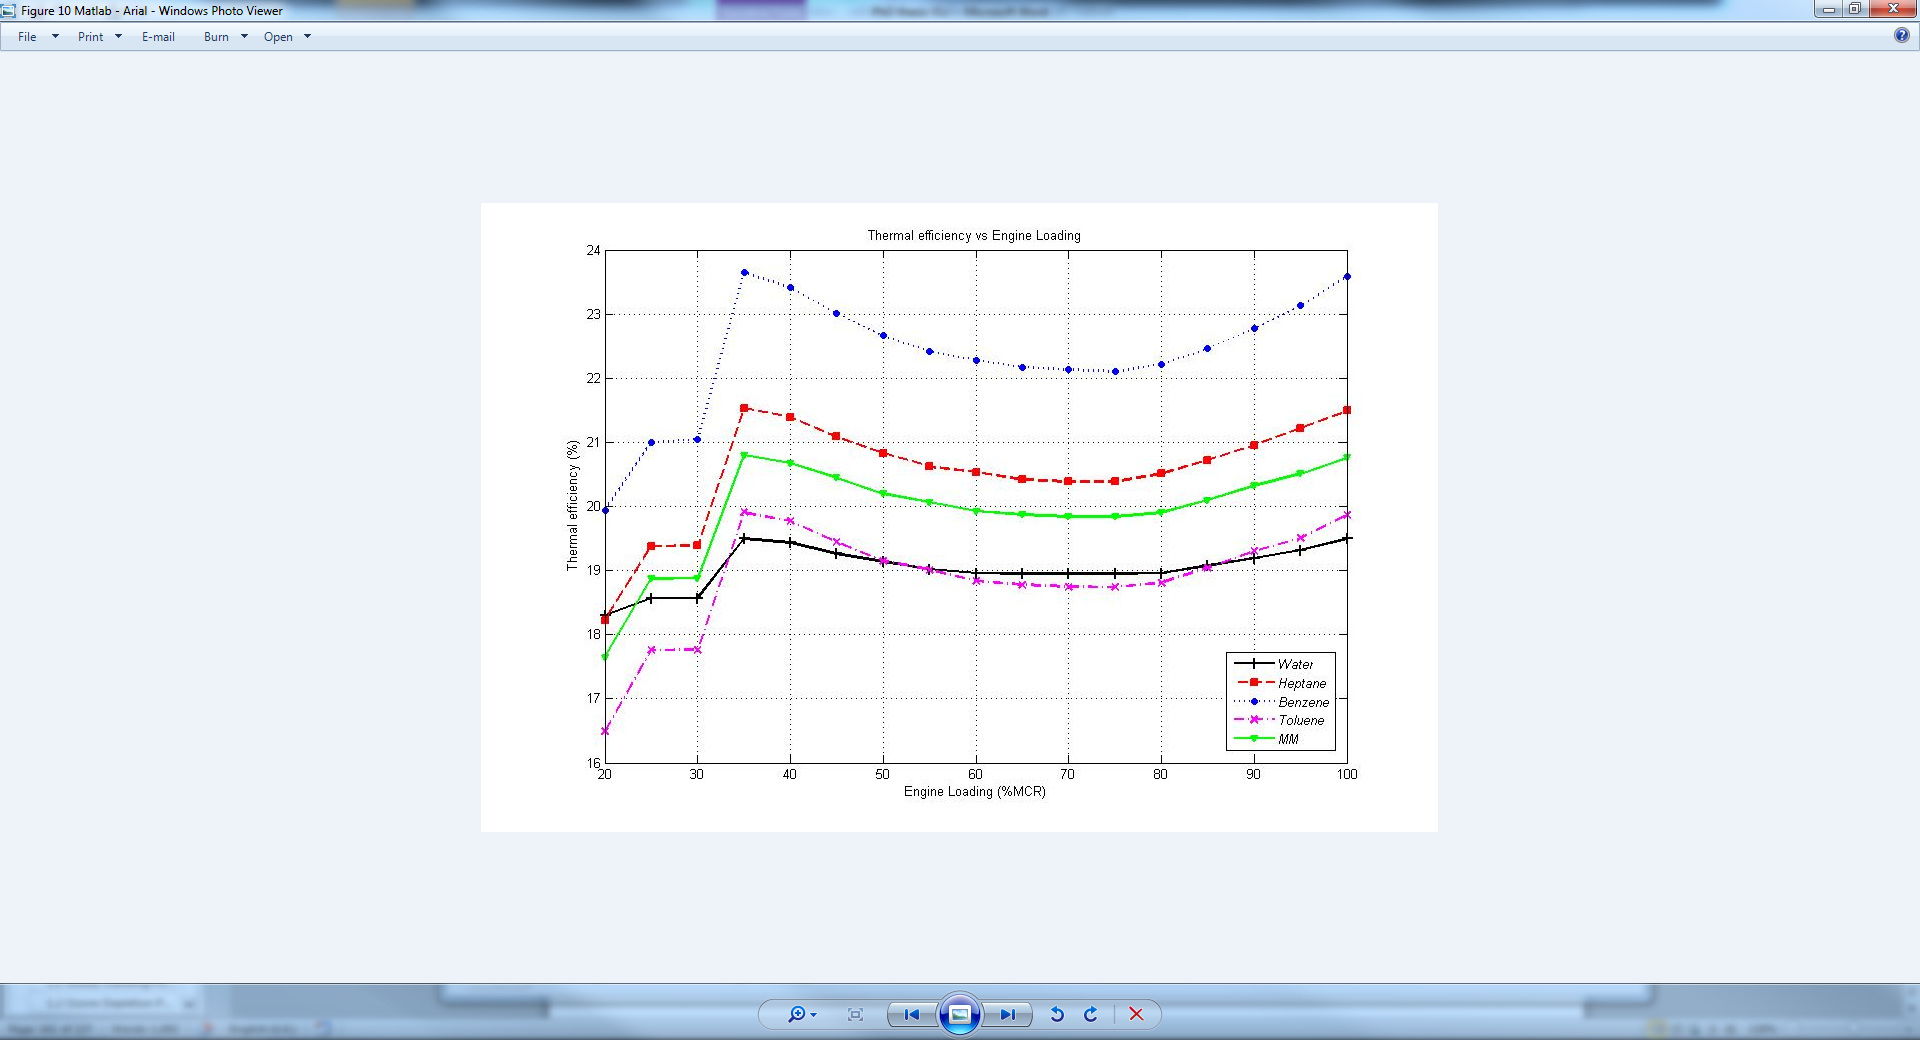 Figure 10 Matlab - Arial - Windows Photo Viewer
File Print E-mail Burn Open
Thermal efficiency vs Engine Loading
24
23
22
21
20
19
18
17
16
Thermal efficiency (%)
20 30 40 50 60 70 80 90 100
Engine Loading (%MCR)
Water
Heptane
Benzene
Toluene
MM